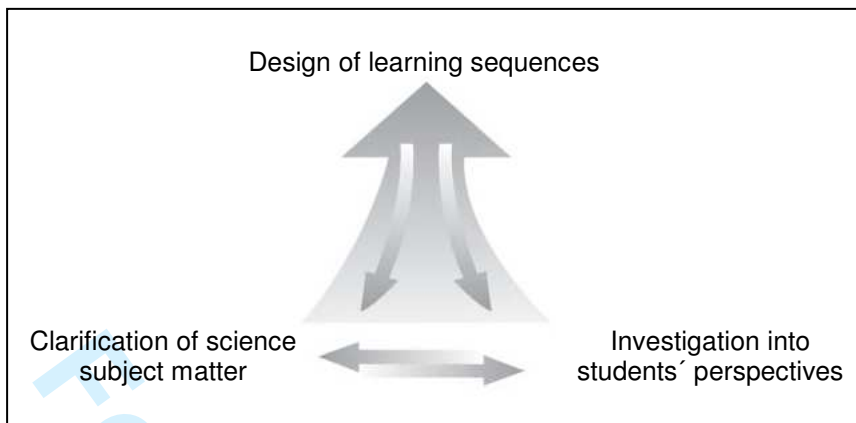 Design of learning sequences
Clarification of science
subject matter
Investigation into
students´ perspectives